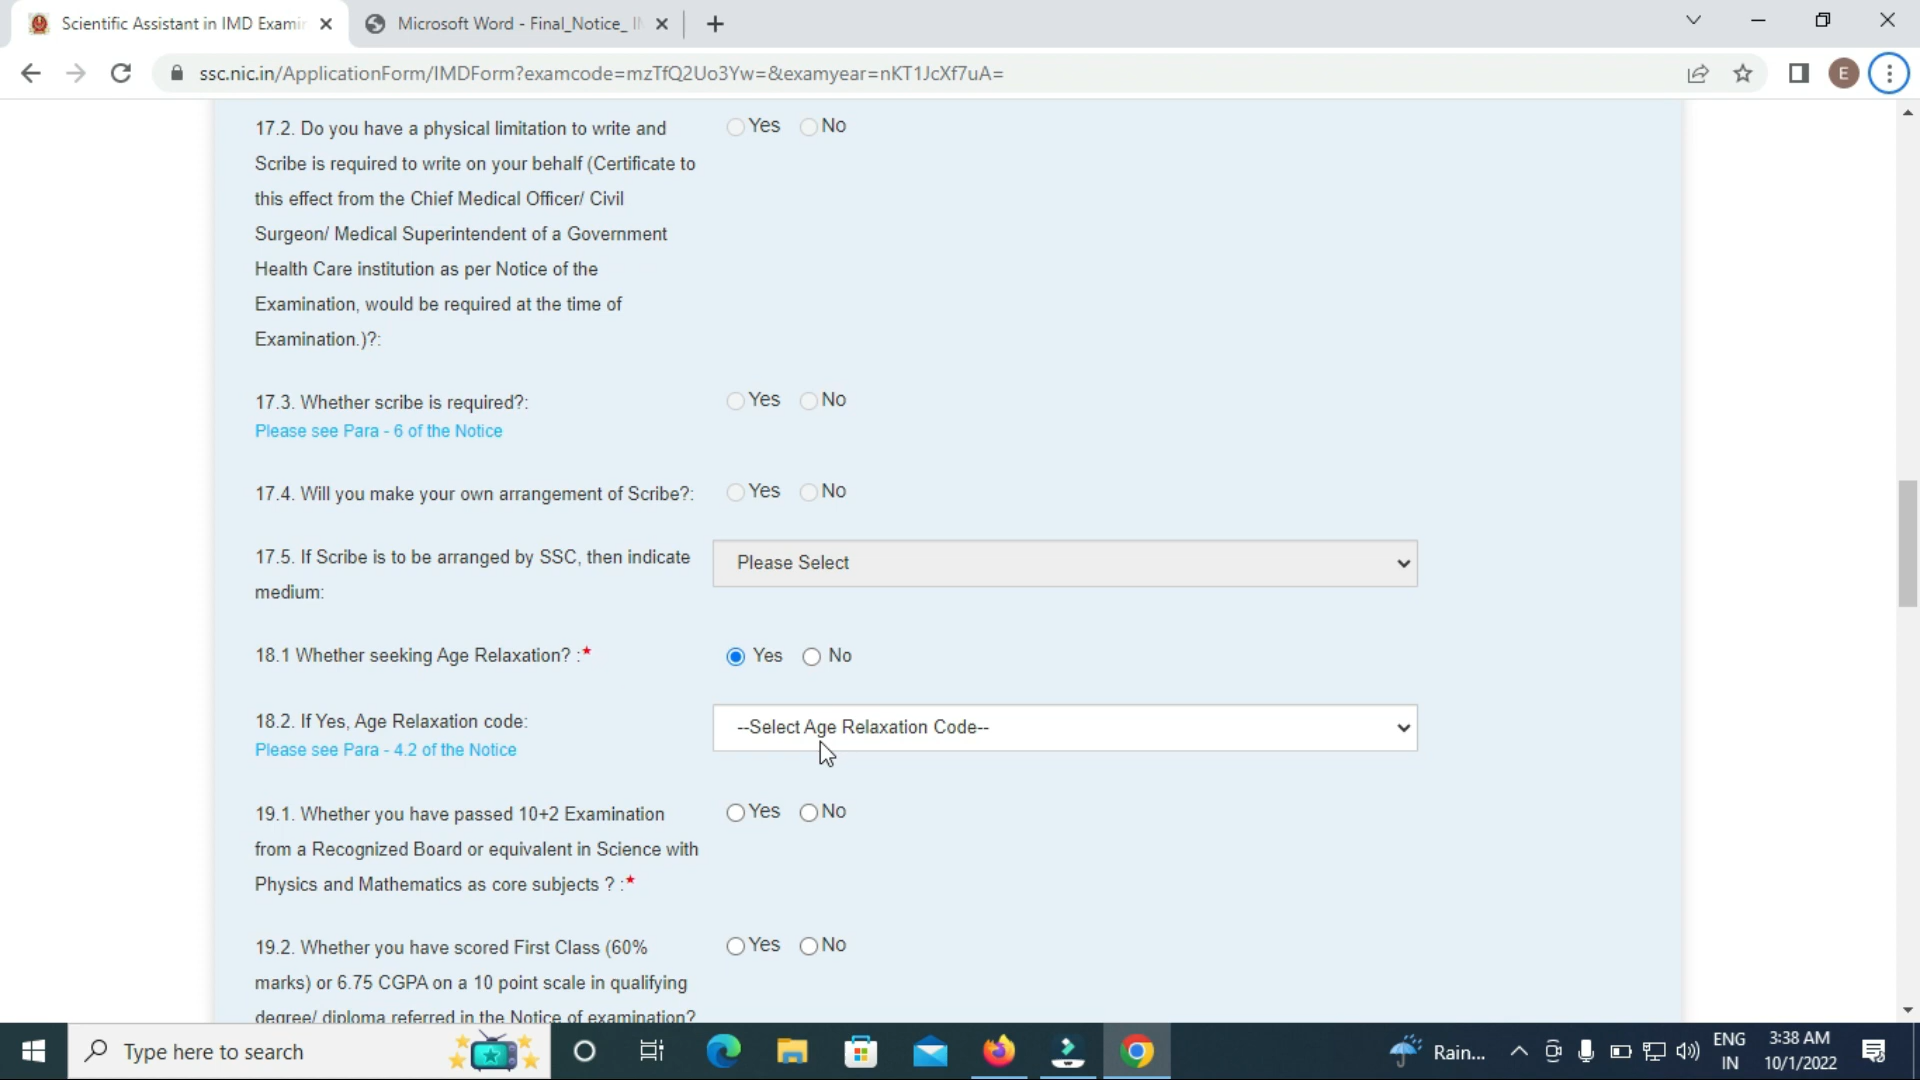 Scientific Assistant in IMD Exami
Microsoft Word - Final_Notice_
ssc.nic.in/ApplicationForm/IMDForm?examcode=mzTfQ2Uo3Yw=&examyear=nKT1JcXf7uA=
E
17.2. Do you have a physical limitation to write and
Scribe is required to write on your behalf (Certificate to
this effect from the Chief Medical Officer/ Civil
Surgeon/ Medical Superintendent of a Government
Health Care institution as per Notice of the
Examination, would be required at the time of
Examination.)?:
Yes No
17.3. Whether scribe is required?:
Please see Para - 6 of the Notice
Yes No
17.4. Will you make your own arrangement of Scribe?:
Yes No
17.5. If Scribe is to be arranged by SSC, then indicate
medium:
Please Select
18.1 Whether seeking Age Relaxation? :*
Yes No
18.2. If Yes, Age Relaxation code:
Please see Para - 4.2 of the Notice
--Select Age Relaxation Code--
19.1. Whether you have passed 10+2 Examination
from a Recognized Board or equivalent in Science with
Physics and Mathematics as core subjects ? :*
Yes No
19.2. Whether you have scored First Class (60%
marks) or 6.75 CGPA on a 10 point scale in qualifying
degree/ diploma referred in the Notice of examination?
Yes No
Type here to search
Rain...
ENG
IN
3:38 AM
10/1/2022